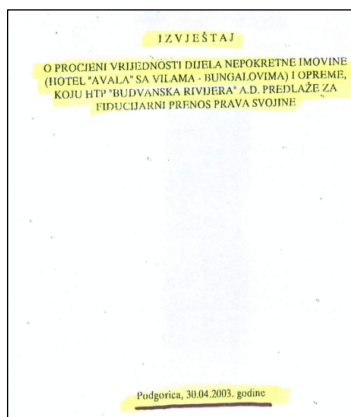 IZVJEŠTAJ
O PROCJENI VRIJEDNOSTI DIJELA NEPOKRETNE IMOVINE
(HOTEL "AVALA" SA VILAMA - BUNGALOVIMA) I OPREME,
KOJU HTP "BUDVANSKA RIVIJERA" A.D. PREDLAŽE ZA
FIDUCIJARNI PRENOS PRAVA SVOJINE
Podgorica, 30.04.2003. godine